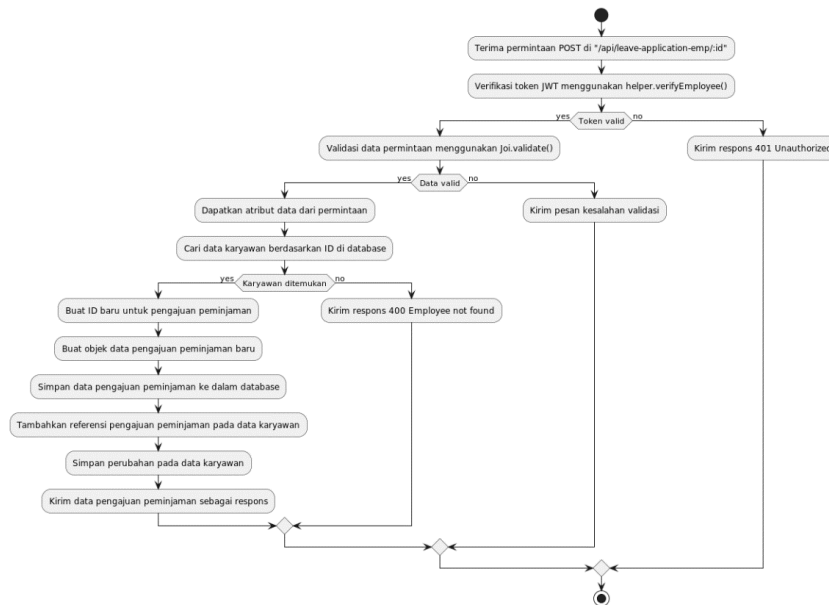 Terima permintaan POST di "/api/leave-application-emp/:id"
Verifikasi token JWT menggunakan helper.verifyEmployee()
yes
Token valid
no
Validasi data permintaan menggunakan Joi.validate()
Kirim respons 401 Unauthorized
yes
Data valid
no
Dapatkan atribut data dari permintaan
Kirim pesan kesalahan validasi
Cari data karyawan berdasarkan ID di database
yes
Karyawan ditemukan
no
Buat ID baru untuk pengajuan peminjaman
Kirim respons 400 Employee not found
Buat objek data pengajuan peminjaman baru
Simpan data pengajuan peminjaman ke dalam database
Tambahkan referensi pengajuan peminjaman pada data karyawan
Simpan perubahan pada data karyawan
Kirim data pengajuan peminjaman sebagai respons